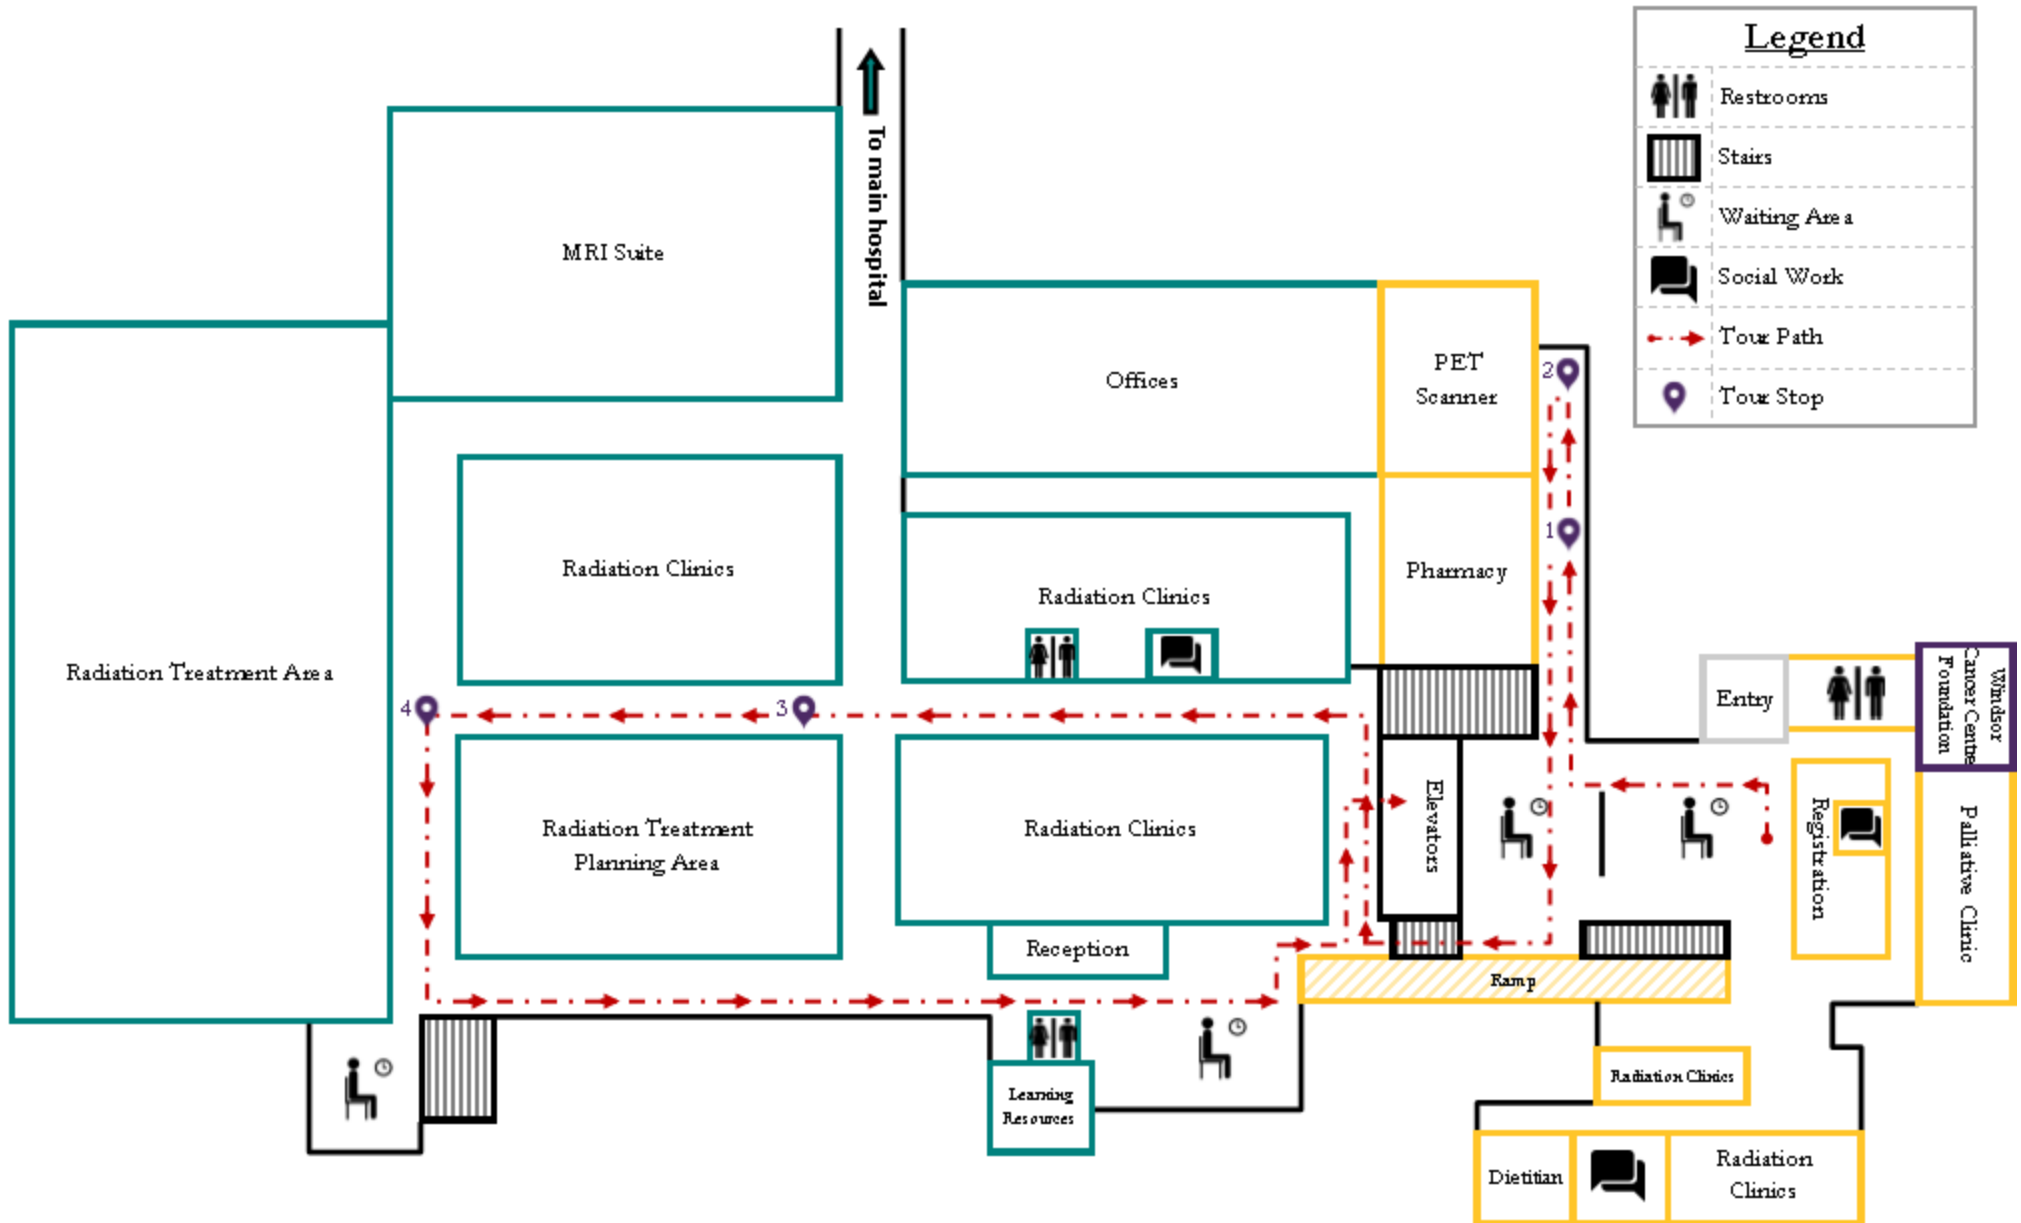 Legend
Restrooms
Stairs
Waiting Area
Social Work
Tour Path
Tour Stop
To main hospital
MRI Suite
Offices
PET
Scanner
2
1
Radiation Clinics
Radiation Clinics
Pharmacy
Radiation Treatment Area
Entry
Windsor
Cancer Centre
Foundation
4
3
Radiation Treatment
Planning Area
Radiation Clinics
Elevators
Registration
Palliative Clinic
Reception
Ramp
Learning
Resources
Radiation Clinics
Dietitian
Radiation
Clinics